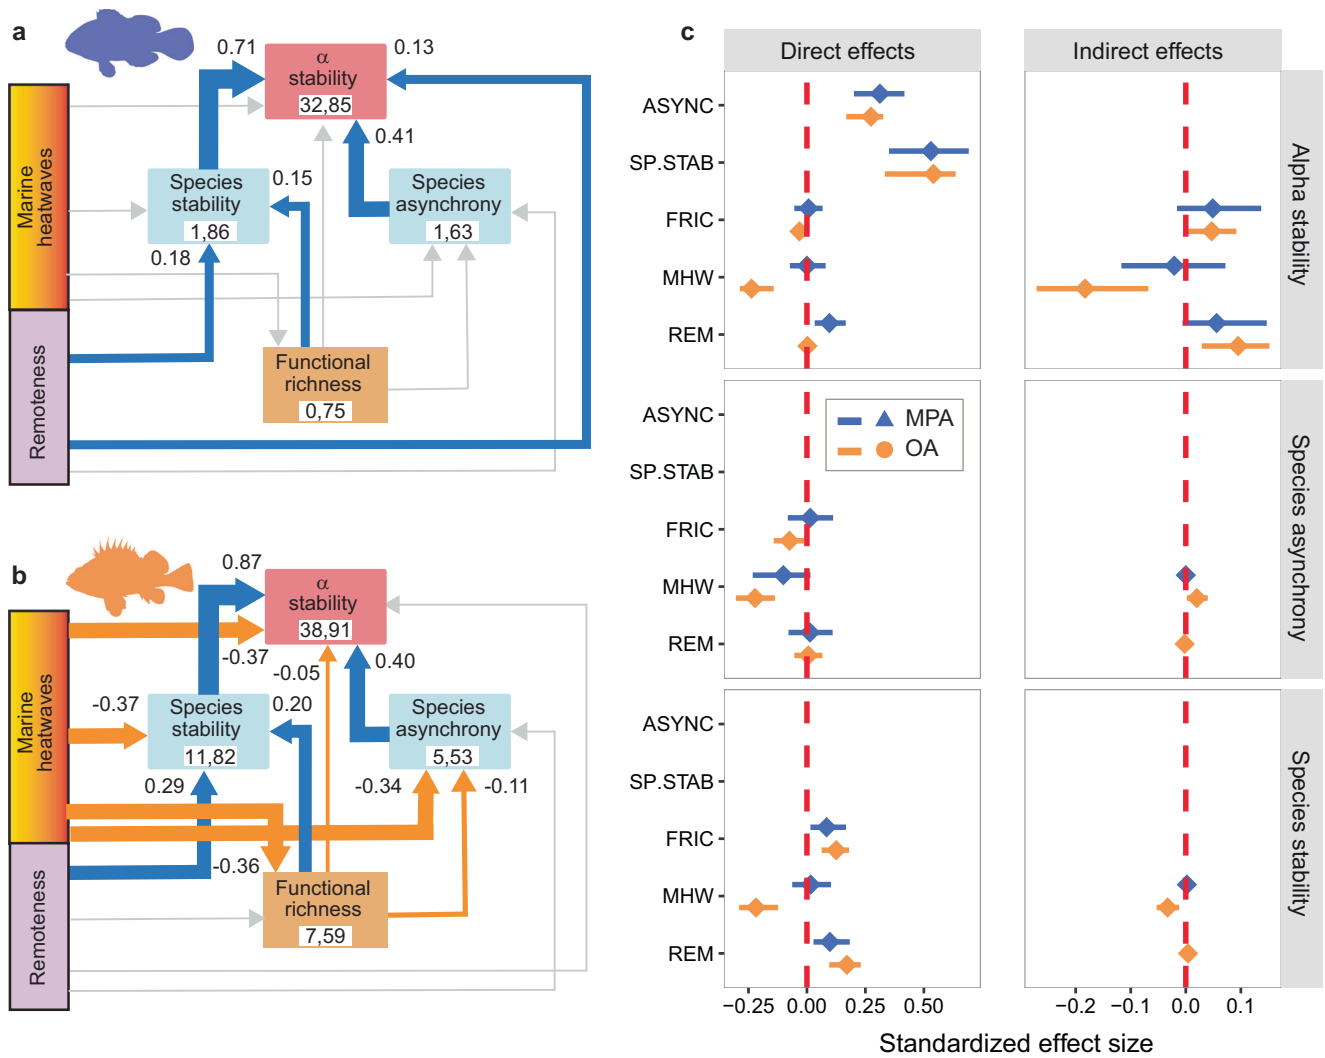 a
0.71
α
stability
32,85
0.13
Marine
heatwaves
0.41
Species
stability
1,86
0.15
Species
asynchrony
1,63
0.18
Remoteness
Functional
richness
0,75
b
0.87
α
stability
38,91
Marine
heatwaves
-0.37
-0.05
0.40
-0.37
Species
stability
11,82
0.20
Species
asynchrony
5,53
0.29
-0.34
-0.11
-0.36
Remoteness
Functional
richness
7,59
c
Direct effects
Indirect effects
ASYNC
SP.STAB
FRIC
MHW
REM
Alpha stability
ASYNC
SP.STAB
FRIC
MHW
REM
MPA
OA
Species asynchrony
ASYNC
SP.STAB
FRIC
MHW
REM
Species stability
−0.25 0.00 0.25 0.50
−0.2 −0.1 0.0 0.1
Standardized effect size